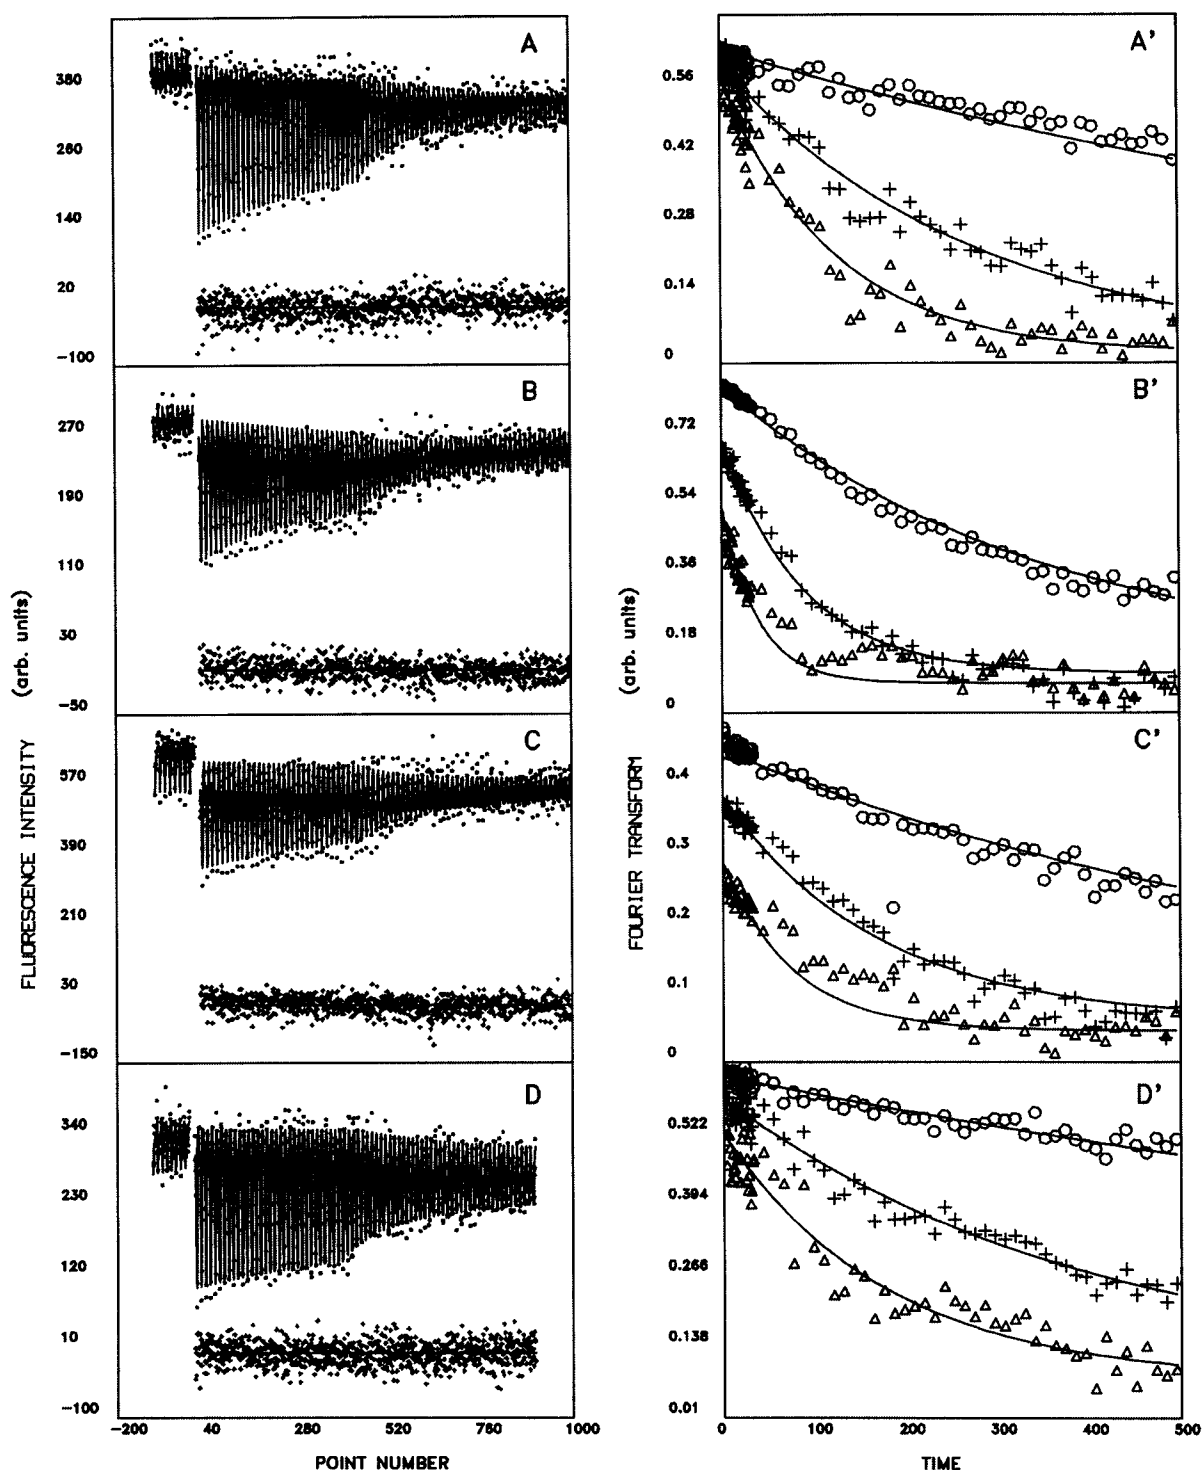 A
380
260
140
20
-100
B
270
190
110
30
-50
C
570
390
210
30
-150
D
340
230
120
10
-100
-200 40 280 520 760 1000
POINT NUMBER
FLUORESCENCE INTENSITY (arb. units)
A'
0.56
0.42
0.28
0.14
0
B'
0.72
0.54
0.36
0.18
0
C'
0.4
0.3
0.2
0.1
0
D'
0.522
0.394
0.266
0.138
0.01
0 100 200 300 400 500
TIME
FOURIER TRANSFORM (arb. units)